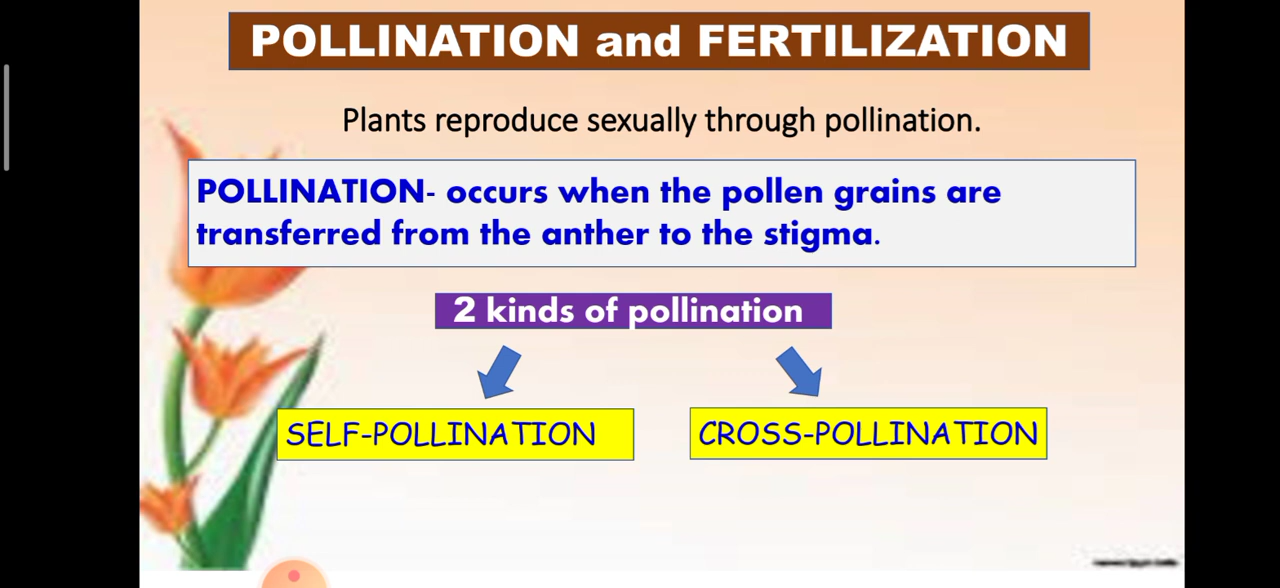 POLLINATION and FERTILIZATION
Plants reproduce sexually through pollination.
POLLINATION- occurs when the pollen grains are
transferred from the anther to the stigma.
2 kinds of pollination
SELF-POLLINATION
CROSS-POLLINATION